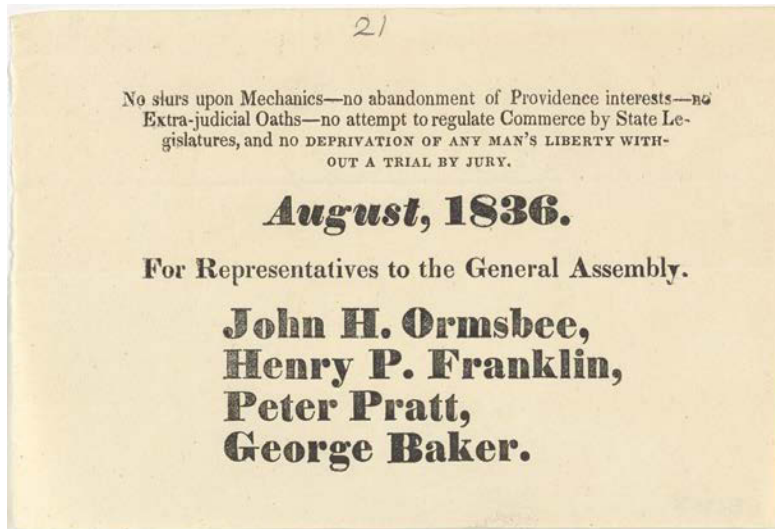 21
No slurs upon Mechanics—no abandonment of Providence interests—no
Extra-judicial Oaths—no attempt to regulate Commerce by State Le-
gislatures, and no DEPRIVATION OF ANY MAN'S LIBERTY WITH-
OUT A TRIAL BY JURY.
August, 1836.
For Representatives to the General Assembly.
John H. Ormsbee,
Henry P. Franklin,
Peter Pratt,
George Baker.